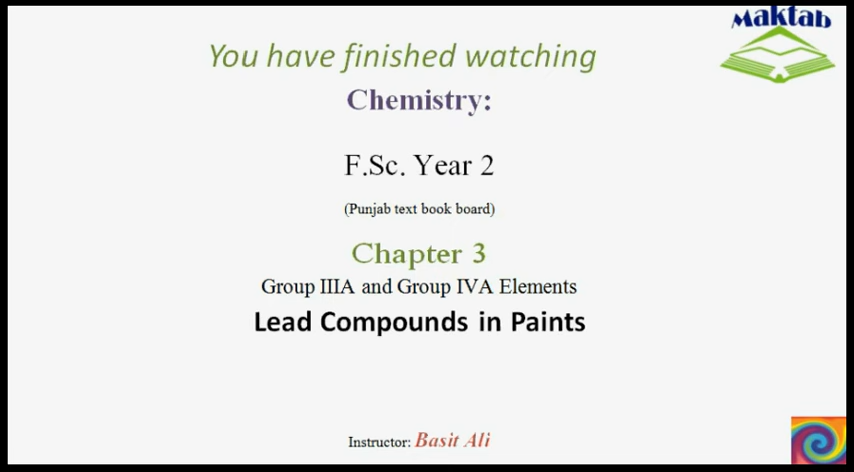 Maktab
You have finished watching
Chemistry:
F.Sc. Year 2
(Punjab text book board)
Chapter 3
Group IIIA and Group IVA Elements
Lead Compounds in Paints
Instructor: Basit Ali